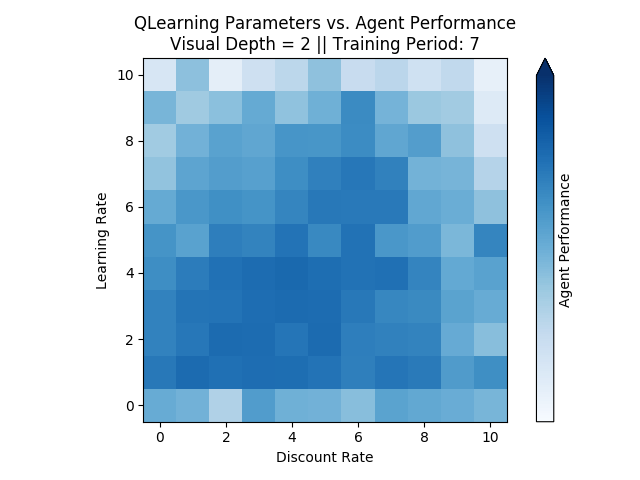 QLearning Parameters vs. Agent Performance
Visual Depth = 2 || Training Period: 7
10
8
6
4
2
0
Learning Rate
0 2 4 6 8 10
Discount Rate
Agent Performance